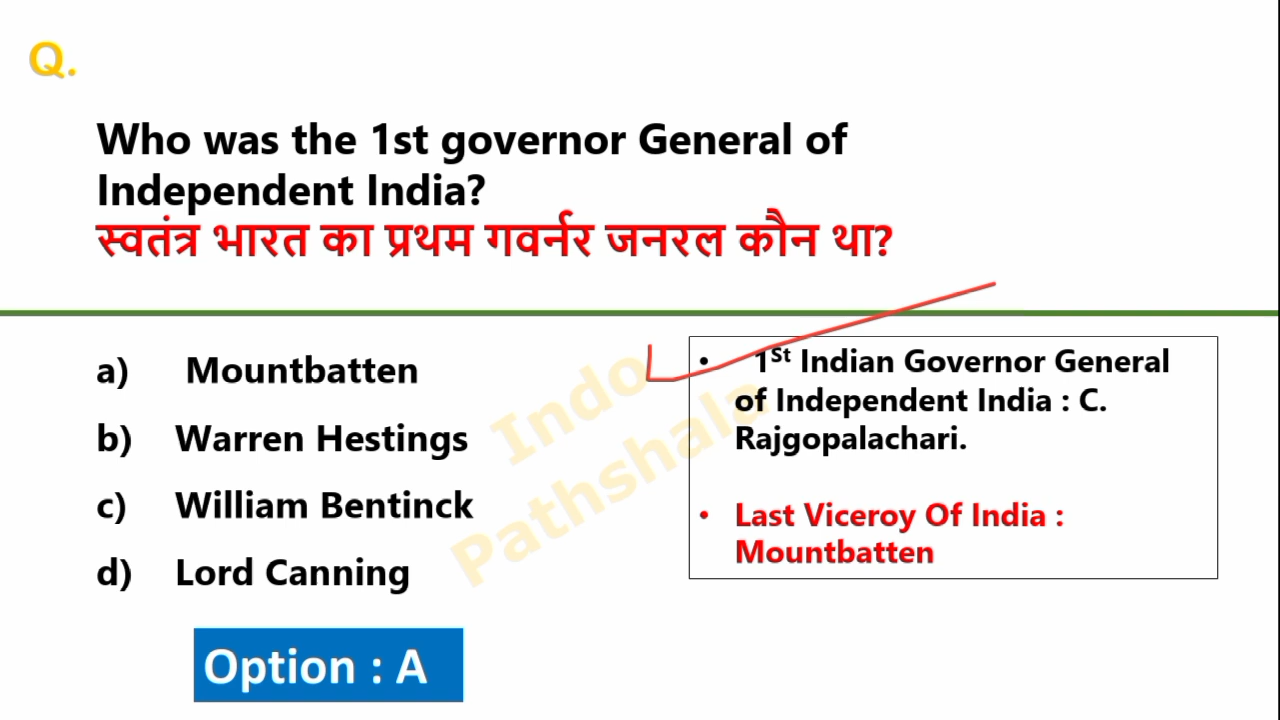 Q.
Who was the 1st governor General of
Independent India?
स्वतंत्र भारत का प्रथम गवर्नर जनरल कौन था?
a) Mountbatten
b) Warren Hestings
c) William Bentinck
d) Lord Canning
Option : A
• 1St Indian Governor General
of Independent India : C.
Rajgopalachari.
• Last Viceroy Of India :
Mountbatten
Indo
Pathshala